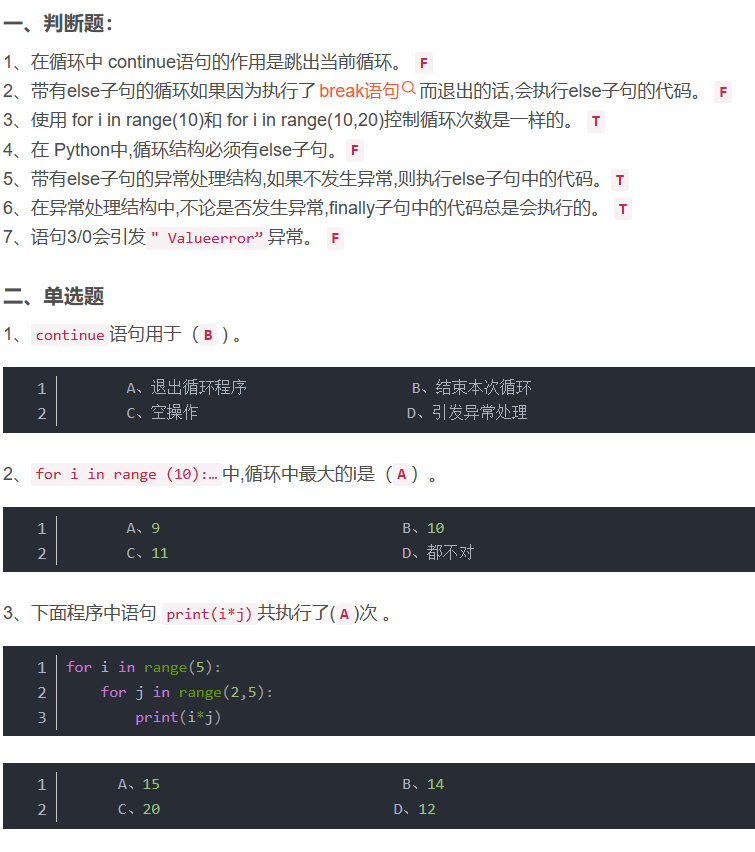 一、判断题：
1、在循环中 continue语句的作用是跳出当前循环。 F
2、带有else子句的循环如果因为执行了break语句而退出的话,会执行else子句的代码。 F
3、使用 for i in range(10)和 for i in range(10,20)控制循环次数是一样的。 T
4、在 Python中,循环结构必须有else子句。 F
5、带有else子句的异常处理结构,如果不发生异常,则执行else子句中的代码。 T
6、在异常处理结构中,不论是否发生异常,finally子句中的代码总是会执行的。 T
7、语句3/0会引发" Valueerror”异常。 F
二、单选题
1、continue语句用于（B）。
1 A、退出循环程序 B、结束本次循环
2 C、空操作 D、引发异常处理
2、for i in range (10):…中,循环中最大的i是（A）。
1 A、9 B、10
2 C、11 D、都不对
3、下面程序中语句 print(i*j)共执行了(A)次 。
1 for i in range(5):
2 for j in range(2,5):
3 print(i*j)
1 A、15 B、14
2 C、20 D、12